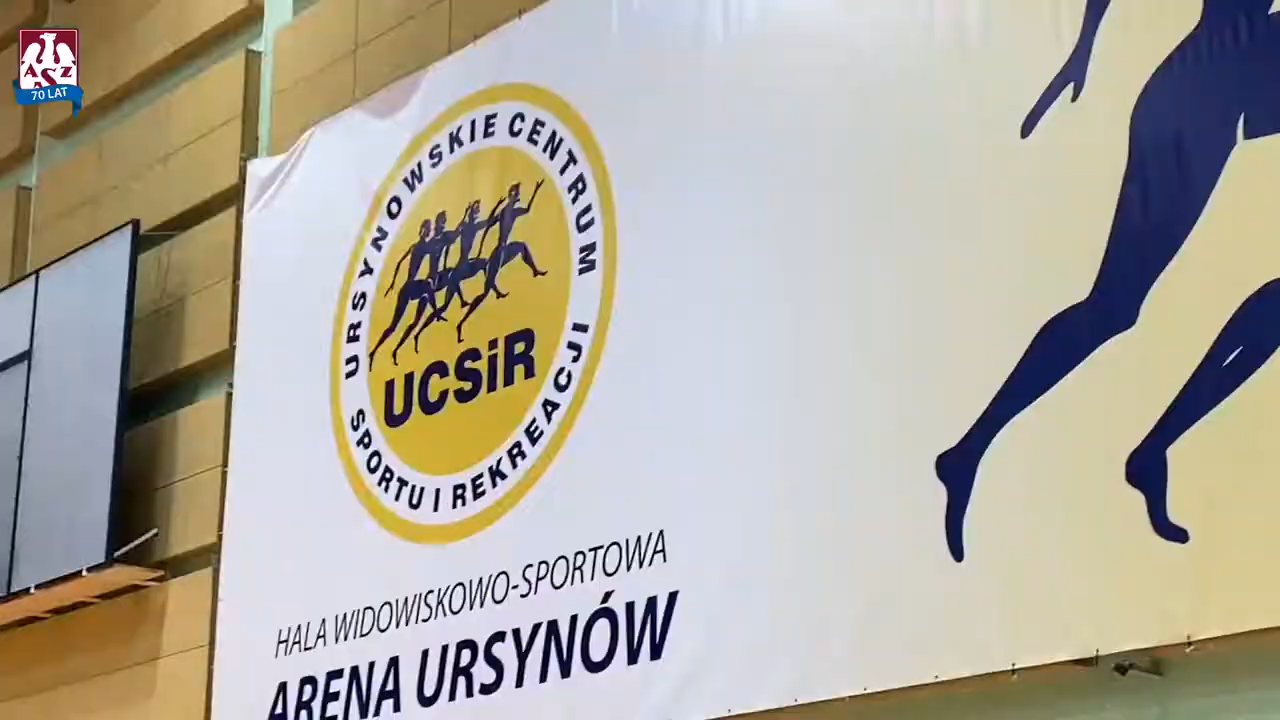 AZS
70 LAT
URSYNOWSKIE CENTRUM
SPORTU I REKREACJI
UCSiR
HALA WIDOWISKOWO-SPORTOWA
ARENA URSYNÓW